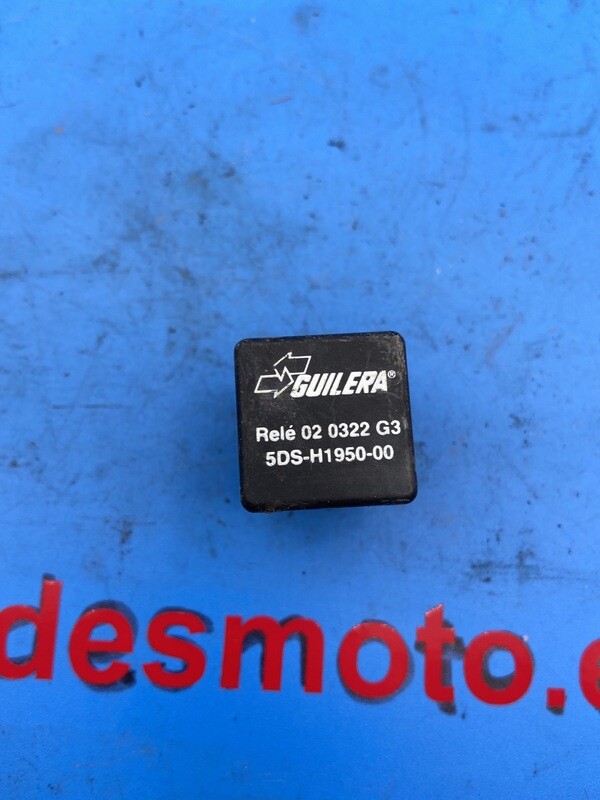 GUILERA®
Relé 02 0322 G3
5DS-H1950-00
desmoto.e